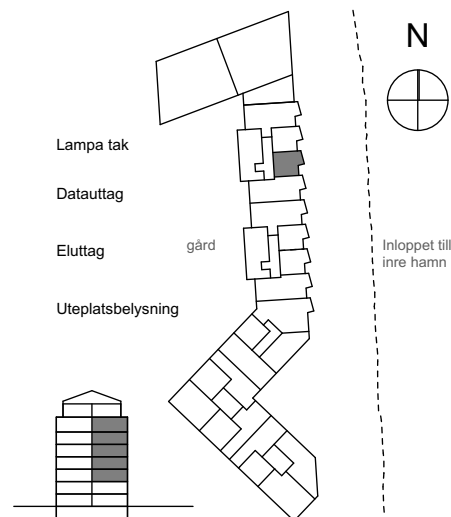 N
Lampa tak
Datauttag
Eluttag
gård
Inloppet till
inre hamn
Uteplatsbelysning